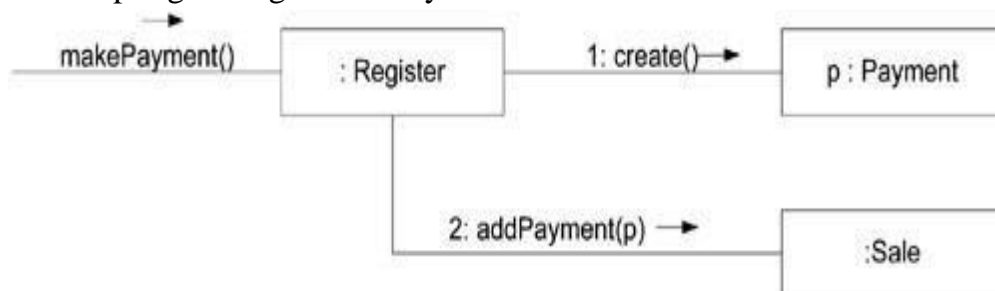 makePayment()
: Register
1: create()
p : Payment
2: addPayment(p)
:Sale